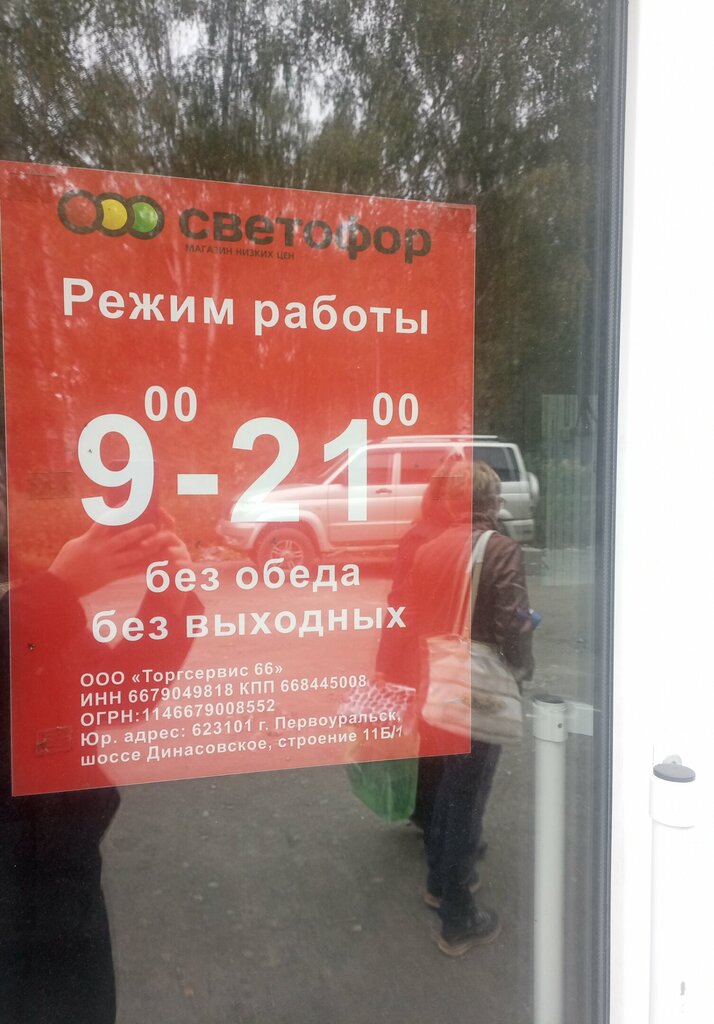 светофор
МАГАЗИН НИЗКИХ ЦЕН
Режим работы
9⁰⁰-21⁰⁰
без обеда
без выходных
ООО «Торгсервис 66»
ИНН 6679049818 КПП 668445008
ОГРН:1146679008552
Юр. адрес: 623101 г. Первоуральск,
шоссе Динасовское, строение 11Б/1